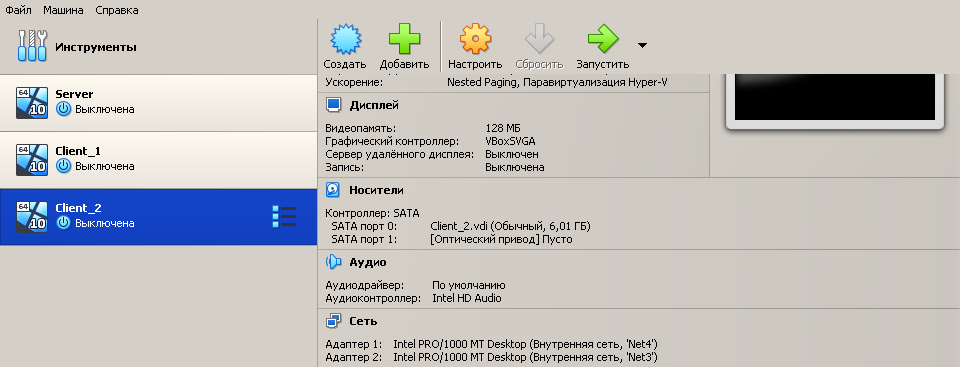 Файл Машина Справка
Инструменты
Создать Добавить Настроить Сбросить Запустить
64
10
Server
Выключена
64
10
Client_1
Выключена
64
10
Client_2
Выключена
Ускорение: Nested Paging, Паравиртуализация Hyper-V
Дисплей
Видеопамять: 128 МБ
Графический контроллер: VBoxSVGA
Сервер удалённого дисплея: Выключен
Запись: Выключена
Носители
Контроллер: SATA
SATA порт 0: Client_2.vdi (Обычный, 6,01 ГБ)
SATA порт 1: [Оптический привод] Пусто
Аудио
Аудиодрайвер: По умолчанию
Аудиоконтроллер: Intel HD Audio
Сеть
Адаптер 1: Intel PRO/1000 MT Desktop (Внутренняя сеть, 'Net4')
Адаптер 2: Intel PRO/1000 MT Desktop (Внутренняя сеть, 'Net3')